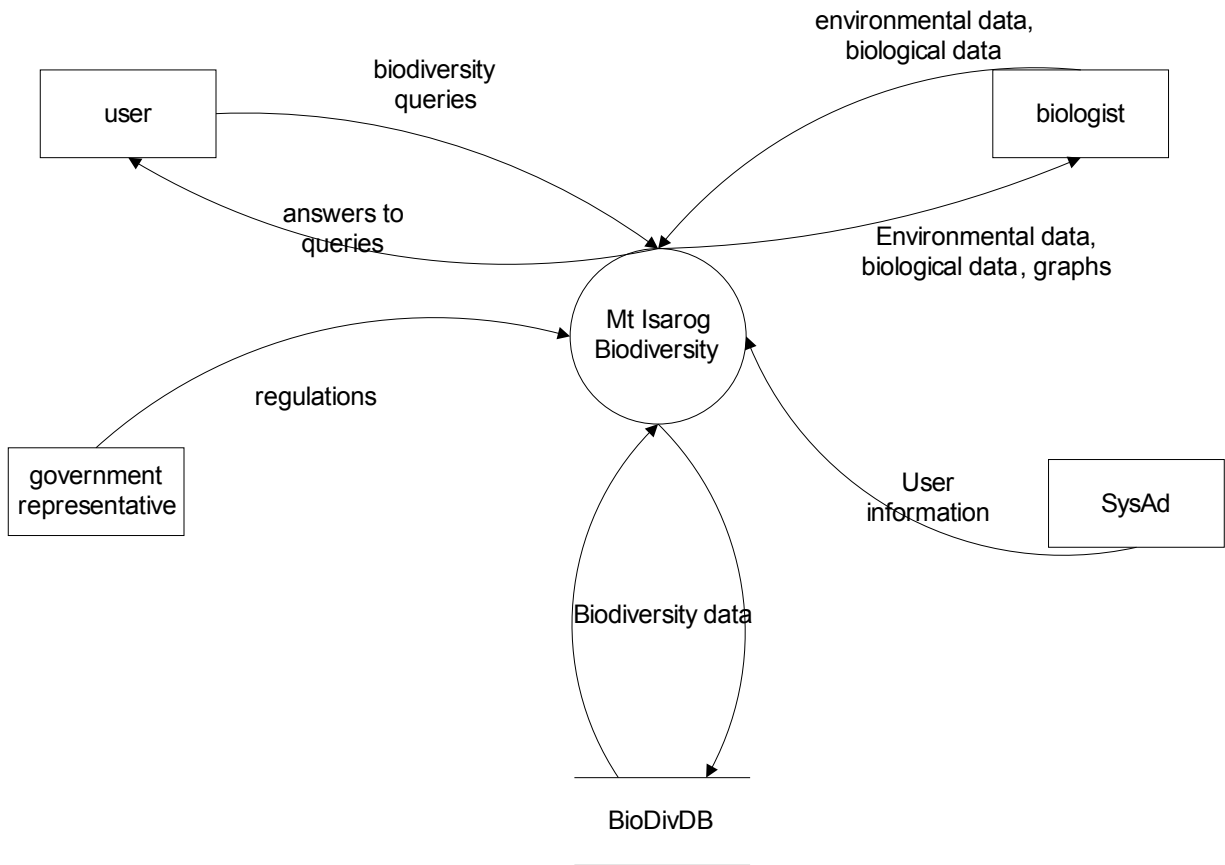 environmental data,
biological data
biodiversity
queries
user
biologist
answers to
queries
Environmental data,
biological data, graphs
Mt Isarog
Biodiversity
regulations
government
representative
User
information
SysAd
Biodiversity data
BioDivDB